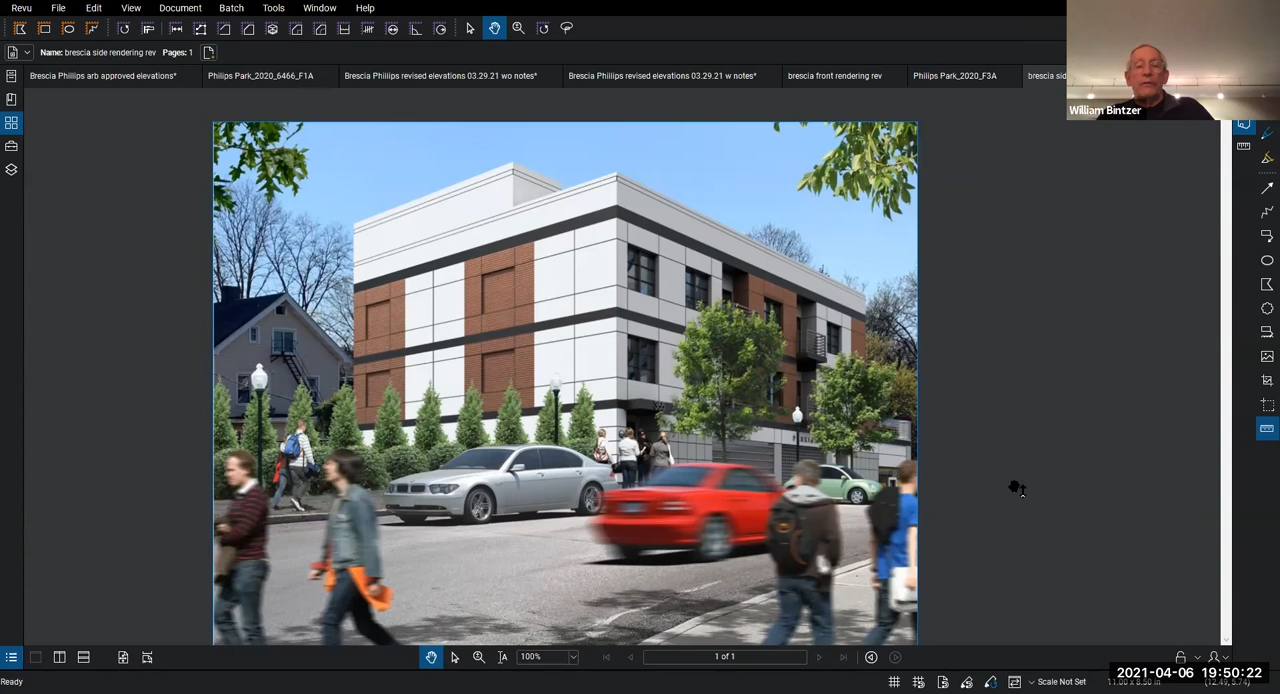 Revu File Edit View Document Batch Tools Window Help
Name: brescia side rendering rev Pages: 1
Brescia Phillips arb approved elevations* Philips Park_2020_6466_F1A Brescia Phillips revised elevations 03.29.21 wo notes* Brescia Phillips revised elevations 03.29.21 w notes* brescia front rendering rev Philips Park_2020_F3A brescia sid
William Bintzer
100% 1 of 1
2021-04-06 19:50:22
Ready Scale Not Set